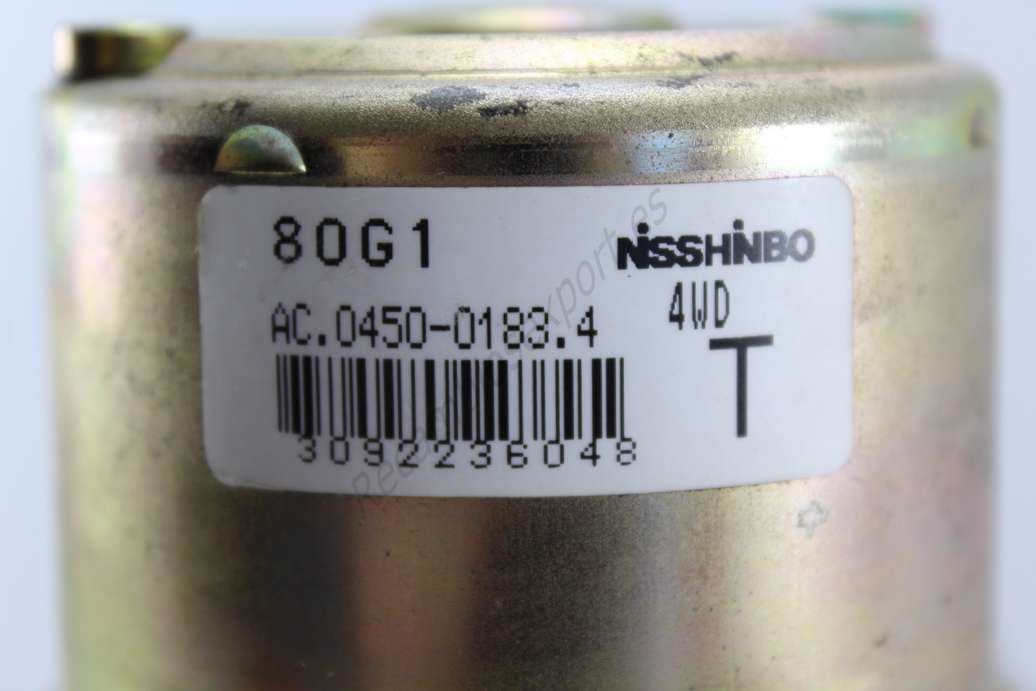 80G1
NiSSHiNBO
AC.0450-0183.4
4WD
T
3092236048